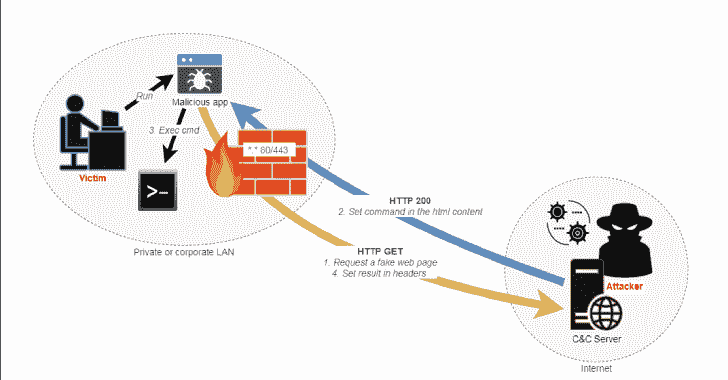 Run
Malicious app
3. Exec cmd
*.* 80/443
Victim
HTTP 200
2. Set command in the html content
Private or corporate LAN
HTTP GET
1. Request a fake web page
4. Set result in headers
Attacker
C&C Server
Internet